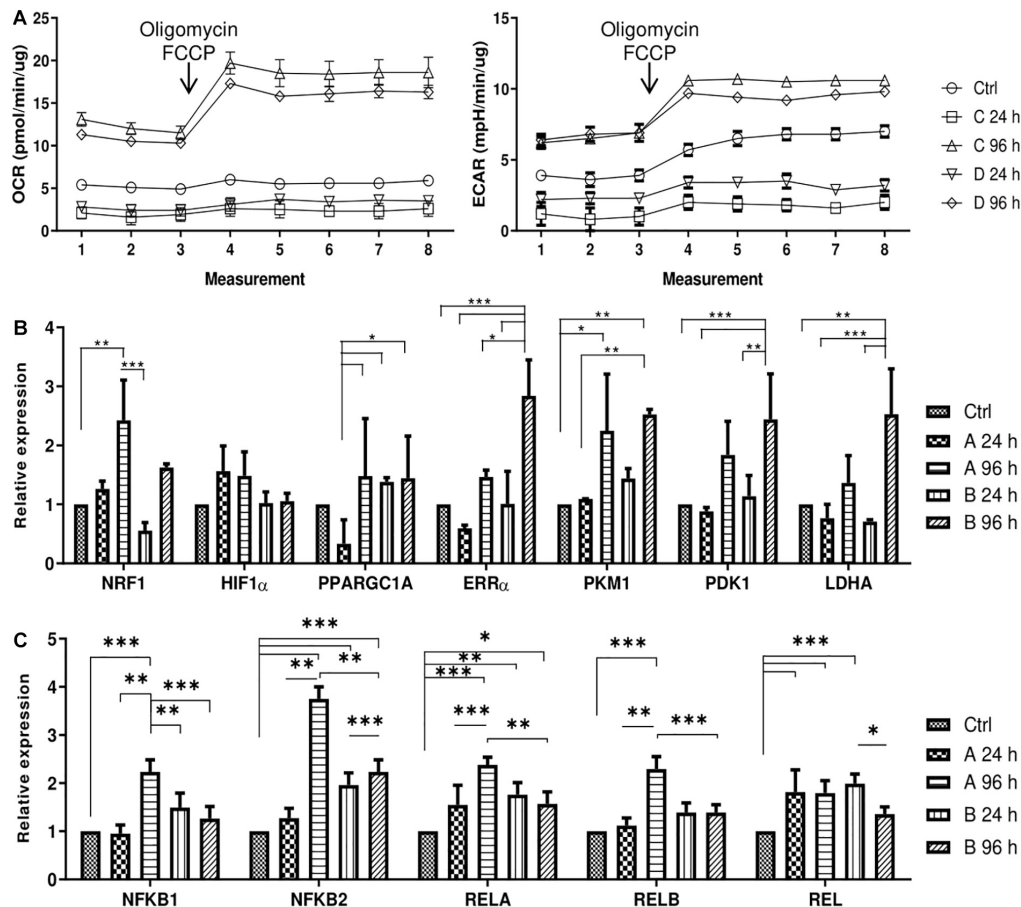 A
25
20
15
10
5
0
OCR (pmol/min/ug)
Oligomycin
FCCP
1 2 3 4 5 6 7 8
Measurement
15
10
5
0
ECAR (mpH/min/ug)
Oligomycin
FCCP
1 2 3 4 5 6 7 8
Measurement
Ctrl
C 24 h
C 96 h
D 24 h
D 96 h
B
4
3
2
1
0
Relative expression
** *** * *** * * ** ** *** ** ** ***
NRF1 HIF1α PPARGC1A ERRα PKM1 PDK1 LDHA
Ctrl
A 24 h
A 96 h
B 24 h
B 96 h
C
5
4
3
2
1
0
Relative expression
*** ** *** ** *** ** ** *** * ** *** *** ** *** ** *** *** *
NFKB1 NFKB2 RELA RELB REL
Ctrl
A 24 h
A 96 h
B 24 h
B 96 h